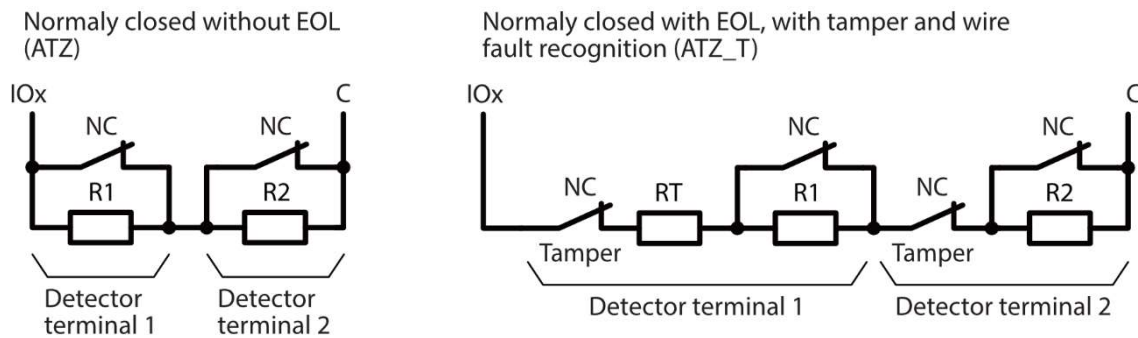 Normaly closed without EOL
(ATZ)
IOx
C
NC
NC
R1
R2
Detector
terminal 1
Detector
terminal 2
Normaly closed with EOL, with tamper and wire
fault recognition (ATZ_T)
IOx
C
NC
NC
NC
RT
R1
NC
R2
Tamper
Tamper
Detector terminal 1
Detector terminal 2